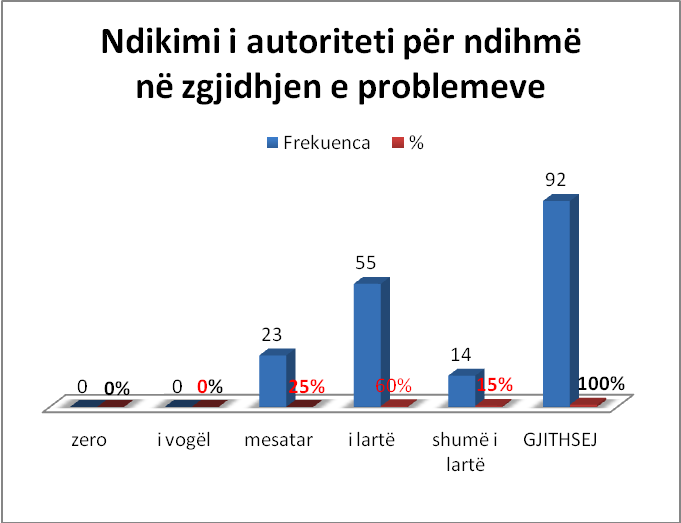 Ndikimi i autoriteti për ndihmë
në zgjidhjen e problemeve
Frekuenca %
92
55
23
14
0 0% 0 0% 25% 60% 15% 100%
zero i vogël mesatar i lartë shumë i lartë GJITHSEJ